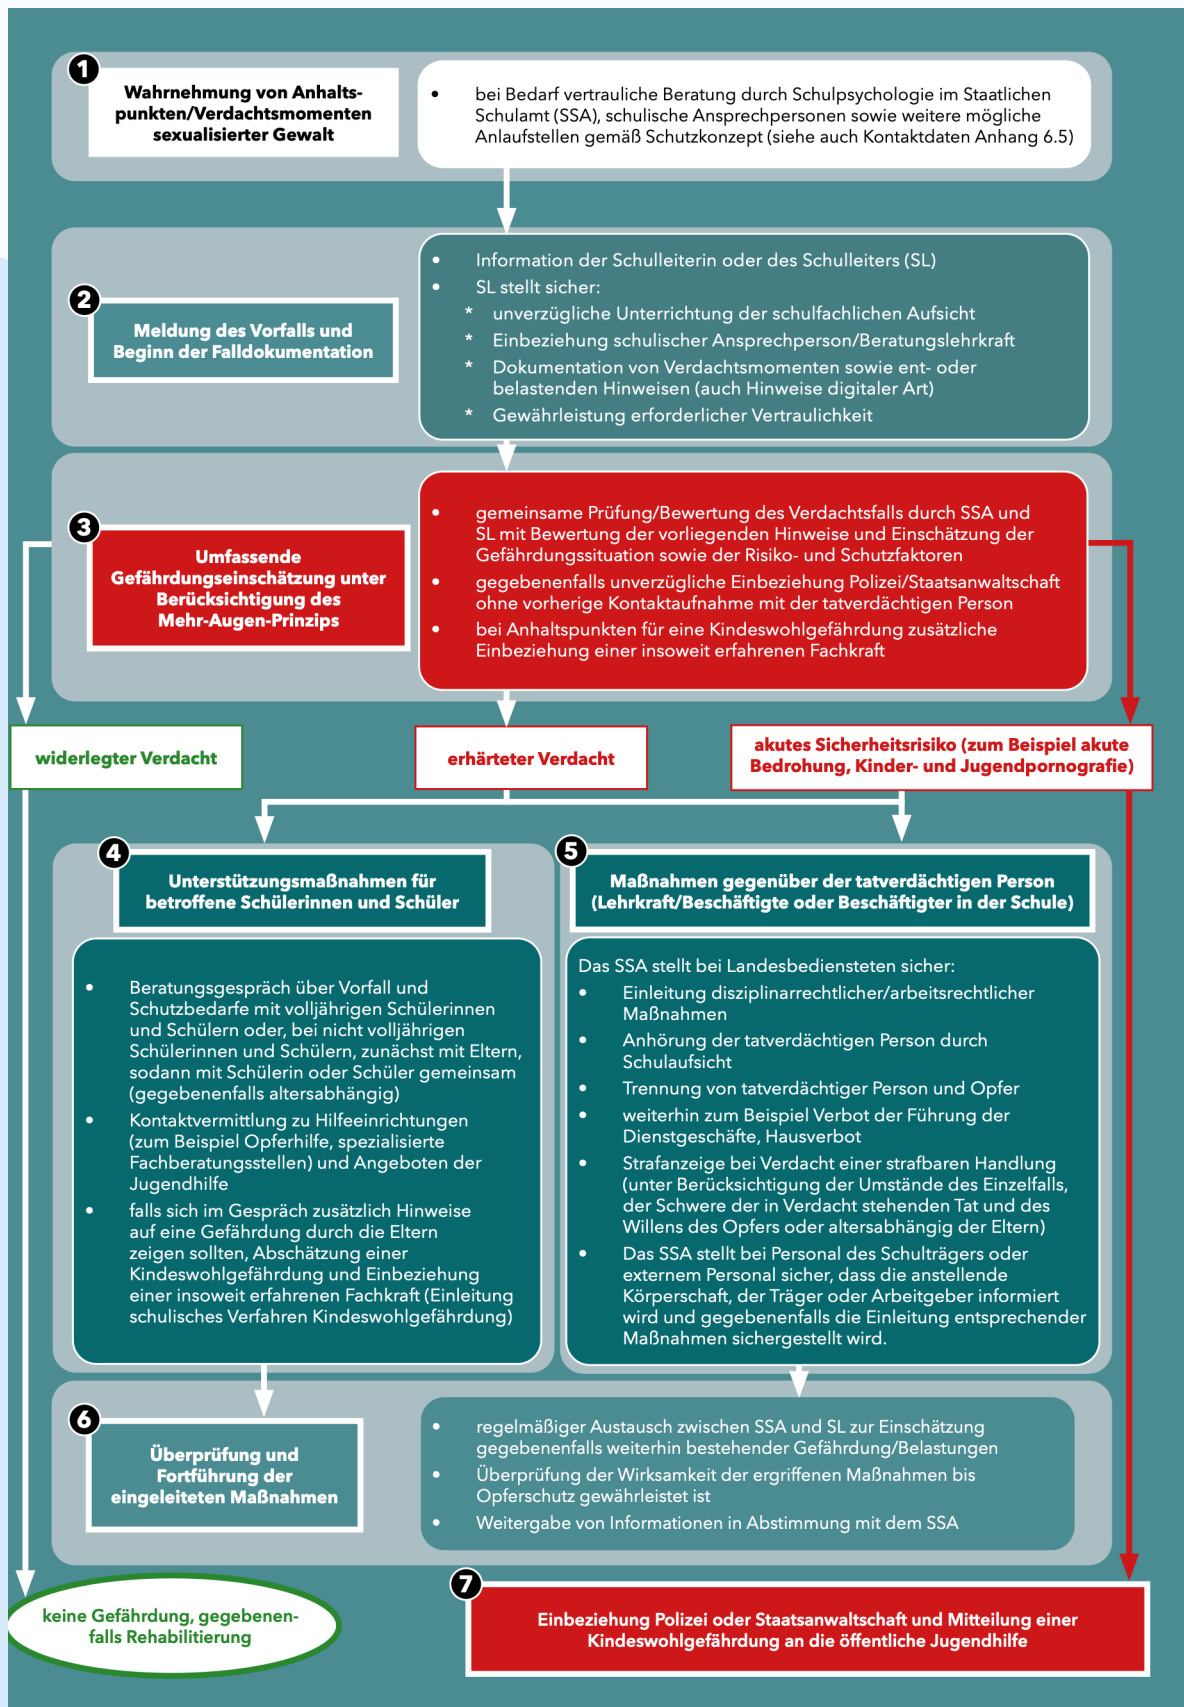 1
Wahrnehmung von Anhalts-
punkten/Verdachtsmomenten
sexualisierter Gewalt
• bei Bedarf vertrauliche Beratung durch Schulpsychologie im Staatlichen
Schulamt (SSA), schulische Ansprechpersonen sowie weitere mögliche
Anlaufstellen gemäß Schutzkonzept (siehe auch Kontaktdaten Anhang 6.5)
2
Meldung des Vorfalls und
Beginn der Falldokumentation
• Information der Schulleiterin oder des Schulleiters (SL)
• SL stellt sicher:
* unverzügliche Unterrichtung der schulfachlichen Aufsicht
* Einbeziehung schulischer Ansprechperson/Beratungslehrkraft
* Dokumentation von Verdachtsmomenten sowie ent- oder
belastenden Hinweisen (auch Hinweise digitaler Art)
* Gewährleistung erforderlicher Vertraulichkeit
3
Umfassende
Gefährdungseinschätzung unter
Berücksichtigung des
Mehr-Augen-Prinzips
• gemeinsame Prüfung/Bewertung des Verdachtsfalls durch SSA und
SL mit Bewertung der vorliegenden Hinweise und Einschätzung der
Gefährdungssituation sowie der Risiko- und Schutzfaktoren
• gegebenenfalls unverzügliche Einbeziehung Polizei/Staatsanwaltschaft
ohne vorherige Kontaktaufnahme mit der tatverdächtigen Person
• bei Anhaltspunkten für eine Kindeswohlgefährdung zusätzliche
Einbeziehung einer insoweit erfahrenen Fachkraft
widerlegter Verdacht
erhärteter Verdacht
akutes Sicherheitsrisiko (zum Beispiel akute
Bedrohung, Kinder- und Jugendpornografie)
4
Unterstützungsmaßnahmen für
betroffene Schülerinnen und Schüler
• Beratungsgespräch über Vorfall und
Schutzbedarfe mit volljährigen Schülerinnen
und Schülern oder, bei nicht volljährigen
Schülerinnen und Schülern, zunächst mit Eltern,
sodann mit Schülerin oder Schüler gemeinsam
(gegebenenfalls altersabhängig)
• Kontaktvermittlung zu Hilfeeinrichtungen
(zum Beispiel Opferhilfe, spezialisierte
Fachberatungsstellen) und Angeboten der
Jugendhilfe
• falls sich im Gespräch zusätzlich Hinweise
auf eine Gefährdung durch die Eltern
zeigen sollten, Abschätzung einer
Kindeswohlgefährdung und Einbeziehung
einer insoweit erfahrenen Fachkraft (Einleitung
schulisches Verfahren Kindeswohlgefährdung)
5
Maßnahmen gegenüber der tatverdächtigen Person
(Lehrkraft/Beschäftigte oder Beschäftigter in der Schule)
Das SSA stellt bei Landesbediensteten sicher:
• Einleitung disziplinarrechtlicher/arbeitsrechtlicher
Maßnahmen
• Anhörung der tatverdächtigen Person durch
Schulaufsicht
• Trennung von tatverdächtiger Person und Opfer
• weiterhin zum Beispiel Verbot der Führung der
Dienstgeschäfte, Hausverbot
• Strafanzeige bei Verdacht einer strafbaren Handlung
(unter Berücksichtigung der Umstände des Einzelfalls,
der Schwere der in Verdacht stehenden Tat und des
Willens des Opfers oder altersabhängig der Eltern)
• Das SSA stellt bei Personal des Schulträgers oder
externem Personal sicher, dass die anstellende
Körperschaft, der Träger oder Arbeitgeber informiert
wird und gegebenenfalls die Einleitung entsprechender
Maßnahmen sichergestellt wird.
6
Überprüfung und
Fortführung der
eingeleiteten Maßnahmen
• regelmäßiger Austausch zwischen SSA und SL zur Einschätzung
gegebenenfalls weiterhin bestehender Gefährdung/Belastungen
• Überprüfung der Wirksamkeit der ergriffenen Maßnahmen bis
Opferschutz gewährleistet ist
• Weitergabe von Informationen in Abstimmung mit dem SSA
keine Gefährdung, gegebenen-
falls Rehabilitierung
7
Einbeziehung Polizei oder Staatsanwaltschaft und Mitteilung einer
Kindeswohlgefährdung an die öffentliche Jugendhilfe